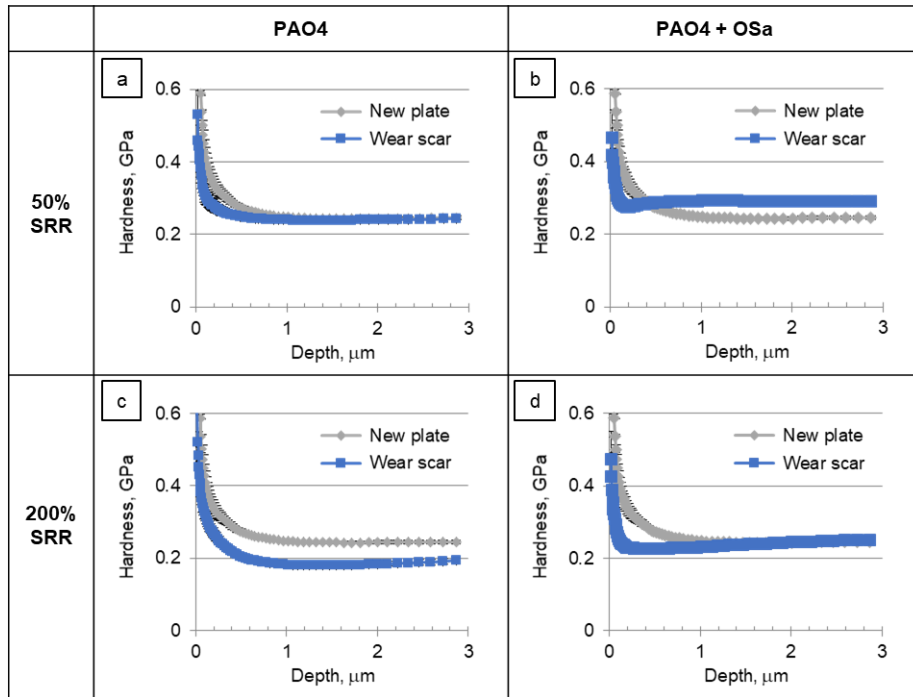 PAO4
PAO4 + OSa
50%
SRR
a
0.6
0.4
0.2
0
Hardness, GPa
New plate
Wear scar
0
1
2
3
Depth, μm
b
0.6
0.4
0.2
0
Hardness, GPa
New plate
Wear scar
0
1
2
3
Depth, μm
200%
SRR
c
0.6
0.4
0.2
0
Hardness, GPa
New plate
Wear scar
0
1
2
3
Depth, μm
d
0.6
0.4
0.2
0
Hardness, GPa
New plate
Wear scar
0
1
2
3
Depth, μm